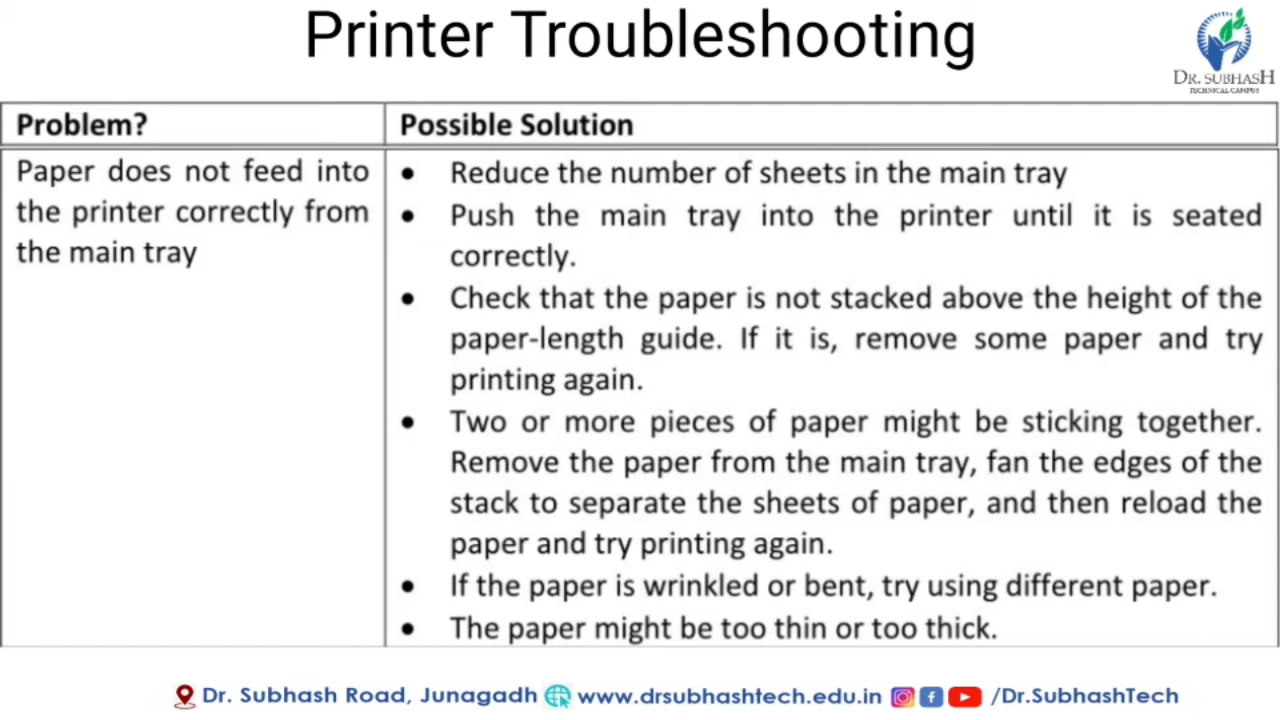 Printer Troubleshooting
DR. SUBHASH
TECHNICAL CAMPUS
Problem?
Possible Solution
Paper does not feed into
the printer correctly from
the main tray
• Reduce the number of sheets in the main tray
• Push the main tray into the printer until it is seated
correctly.
• Check that the paper is not stacked above the height of the
paper-length guide. If it is, remove some paper and try
printing again.
• Two or more pieces of paper might be sticking together.
Remove the paper from the main tray, fan the edges of the
stack to separate the sheets of paper, and then reload the
paper and try printing again.
• If the paper is wrinkled or bent, try using different paper.
• The paper might be too thin or too thick.
Dr. Subhash Road, Junagadh www.drsubhashtech.edu.in /Dr.SubhashTech